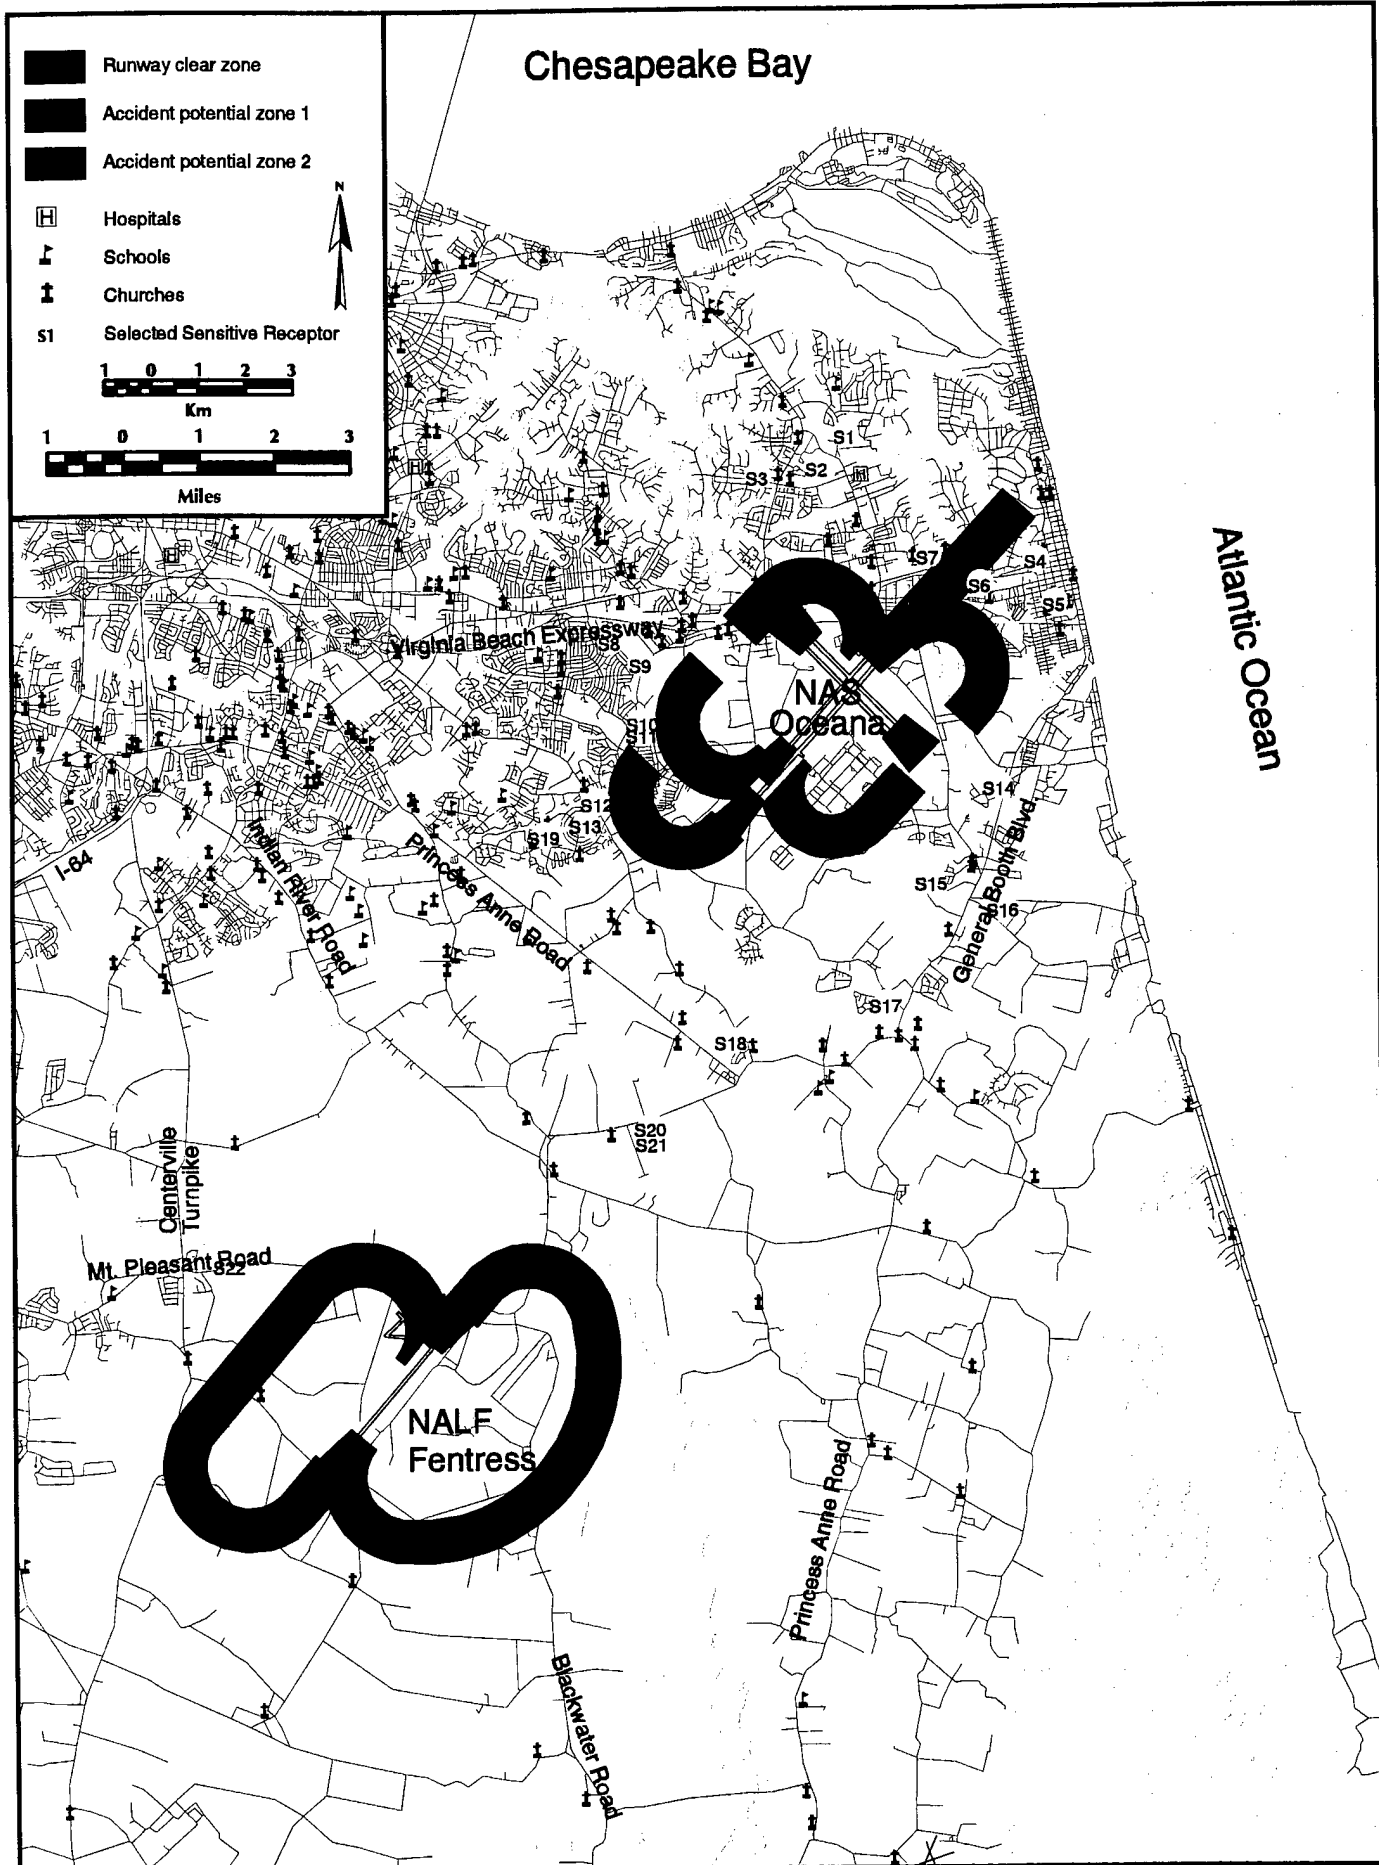 Runway clear zone
Accident potential zone 1
Accident potential zone 2
N
H Hospitals
Schools
Churches
S1 Selected Sensitive Receptor
1 0 1 2 3
Km
1 0 1 2 3
Miles
Chesapeake Bay
Atlantic Ocean
S1
S2
S3
H
H
H
S7
S4
S6
S5
Virginia Beach Expressway
S8
S9
NAS
Oceana
S10
S11
S12
S13
S19
S14
S15
S16
General Booth Blvd.
I-64
Indian River Road
Princess Anne Road
S17
S18
S20
S21
Centerville
Turnpike
Mt. Pleasant Road
S22
NALF
Fentress
Princess Anne Road
Blackwater Road